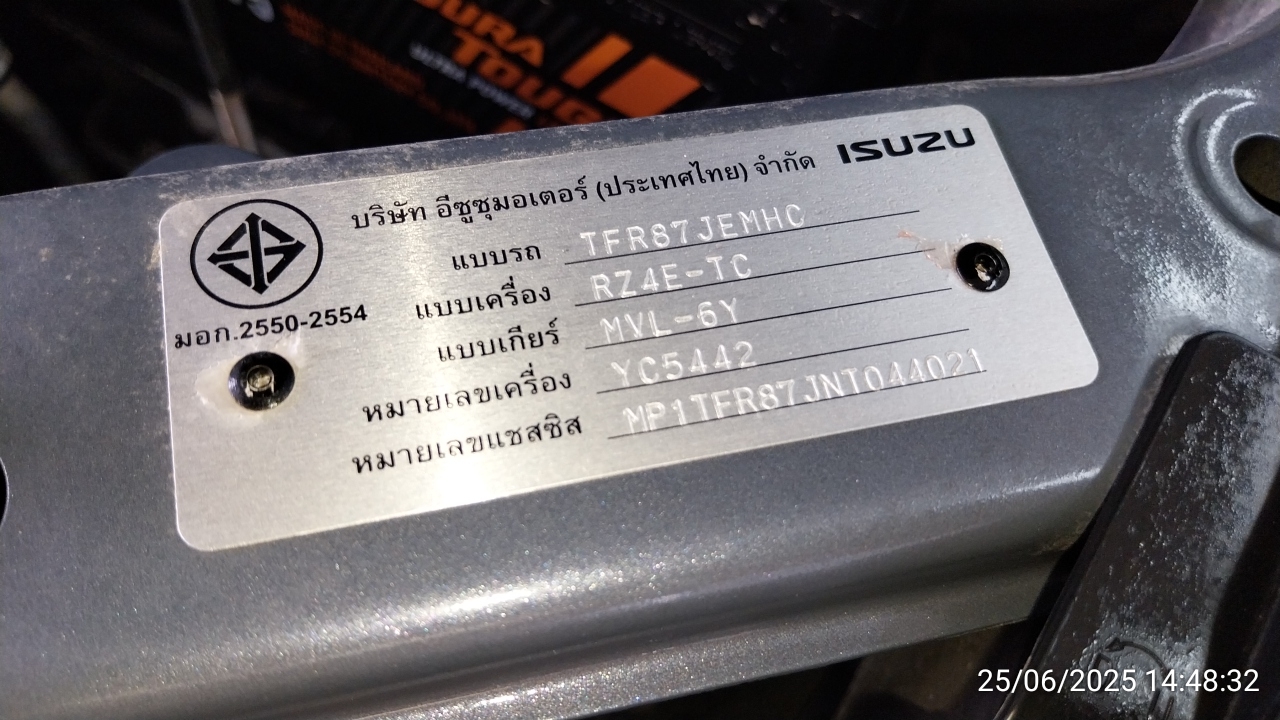 DURA
TOUG
ULTRA POWER
บริษัท อีซูซุมอเตอร์ (ประเทศไทย) จำกัด ISUZU
แบบรถ TFR87JEMHC
แบบเครื่อง RZ4E-TC
แบบเกียร์ MVL-6Y
หมายเลขเครื่อง YC5442
หมายเลขแชสซิส MP1TFR87JNT044021
มอก.2550-2554
25/06/2025 14:48:32